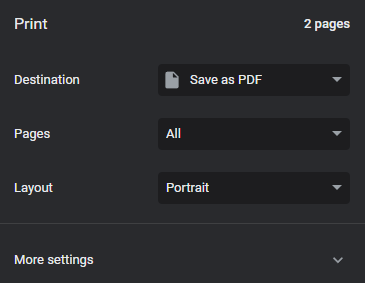 Print 2 pages
Destination Save as PDF
Pages All
Layout Portrait
More settings